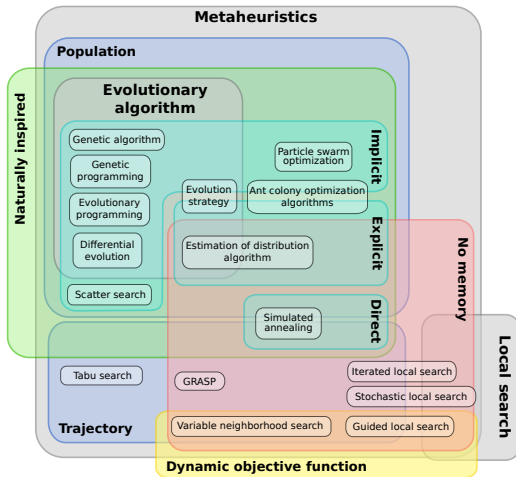 Metaheuristics
Population
Evolutionary
algorithm
Naturally inspired
Implicit
Genetic algorithm
Particle swarm
optimization
Genetic
programming
Evolution
strategy
Ant colony optimization
algorithms
Evolutionary
programming
Explicit
Differential
evolution
Estimation of distribution
algorithm
No memory
Scatter search
Direct
Simulated
annealing
Local search
Tabu search
GRASP
Iterated local search
Stochastic local search
Trajectory
Variable neighborhood search
Guided local search
Dynamic objective function